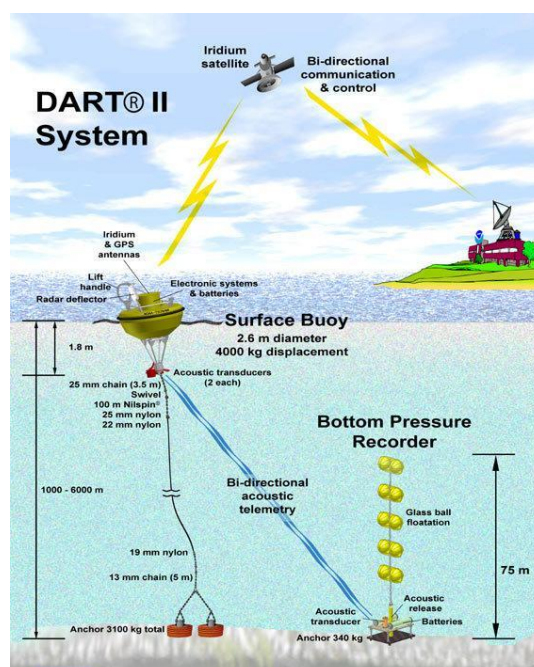 Iridium
satellite
Bi-directional
communication
& control
DART® II
System
Iridium
& GPS
antennas
Lift
handle
Radar deflector
Electronic systems
& batteries
Surface Buoy
2.6 m diameter
4000 kg displacement
1.8 m
Acoustic transducers
(2 each)
25 mm chain (3.5 m)
Swivel
100 m Nilspin®
25 mm nylon
22 mm nylon
Bottom Pressure
Recorder
1000 - 6000 m
Bi-directional
acoustic
telemetry
Glass ball
floatation
75 m
19 mm nylon
13 mm chain (5 m)
Acoustic
transducer
Acoustic
release
Batteries
Anchor 3100 kg total
Anchor 340 kg